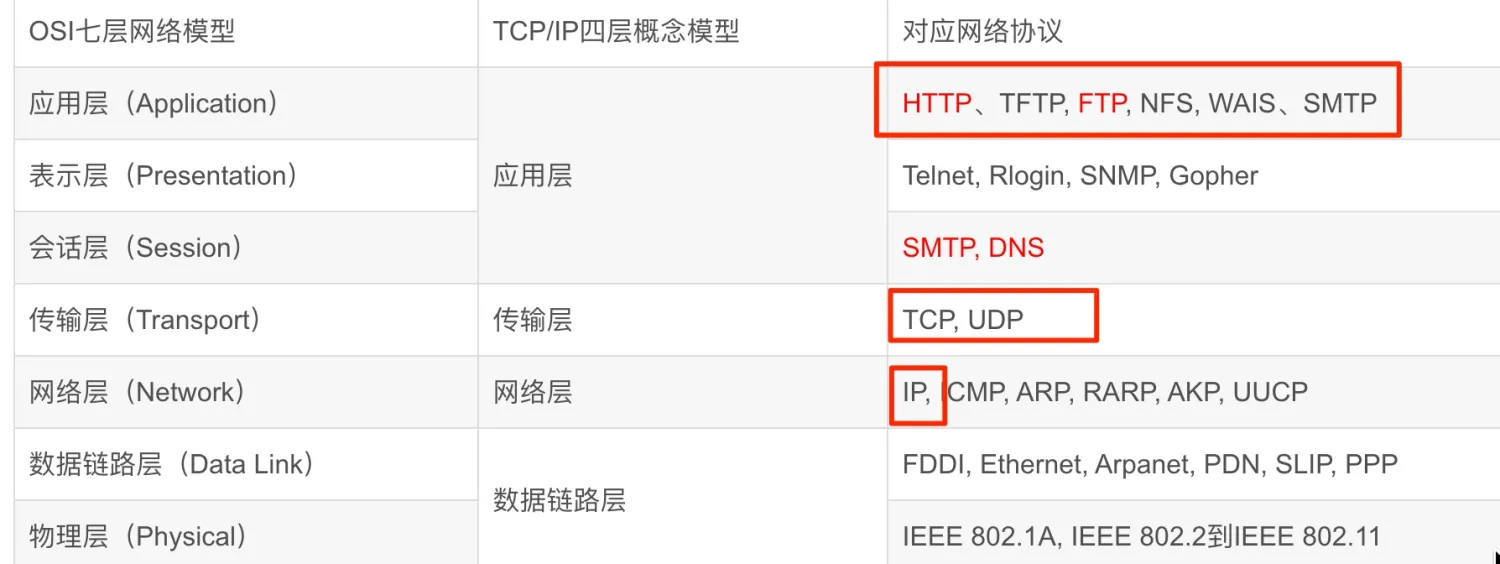 OSI七层网络模型 TCP/IP四层概念模型 对应网络协议
应用层（Application） HTTP、TFTP, FTP, NFS, WAIS、SMTP
表示层（Presentation） 应用层 Telnet, Rlogin, SNMP, Gopher
会话层（Session） SMTP, DNS
传输层（Transport） 传输层 TCP, UDP
网络层（Network） 网络层 IP, ICMP, ARP, RARP, AKP, UUCP
数据链路层（Data Link） FDDI, Ethernet, Arpanet, PDN, SLIP, PPP
数据链路层
物理层（Physical） IEEE 802.1A, IEEE 802.2到IEEE 802.11